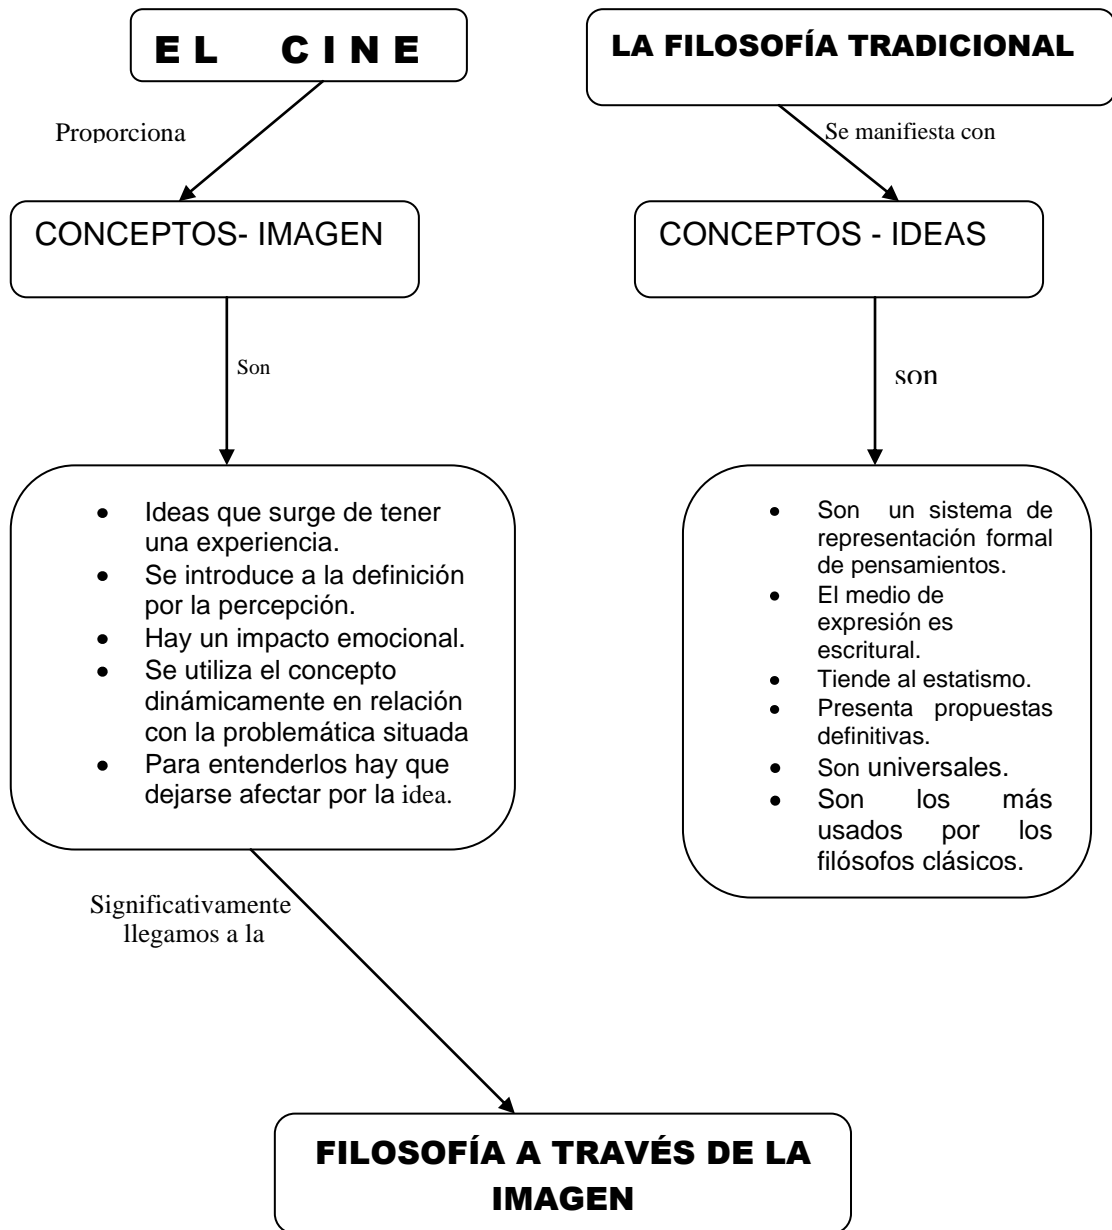 EL CINE
Proporciona
CONCEPTOS- IMAGEN
Son
• Ideas que surge de tener
una experiencia.
• Se introduce a la definición
por la percepción.
• Hay un impacto emocional.
• Se utiliza el concepto
dinámicamente en relación
con la problemática situada
• Para entenderlos hay que
dejarse afectar por la idea.
Significativamente
llegamos a la
LA FILOSOFÍA TRADICIONAL
Se manifiesta con
CONCEPTOS - IDEAS
son
• Son un sistema de
representación formal
de pensamientos.
• El medio de
expresión es
escritural.
• Tiende al estatismo.
• Presenta propuestas
definitivas.
• Son universales.
• Son los más
usados por los
filósofos clásicos.
FILOSOFÍA A TRAVÉS DE LA
IMAGEN